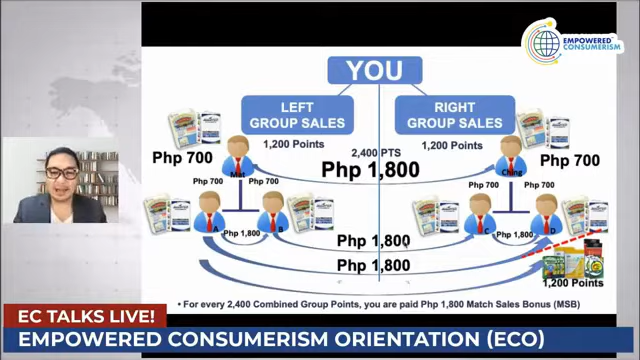 EMPOWERED
CONSUMERISM
YOU
LEFT
GROUP SALES
RIGHT
GROUP SALES
1,200 Points
1,200 Points
2,400 PTS
Php 700
Php 1,800
Php 700
Mat
Ching
Php 700
Php 700
Php 700
Php 700
A
Php 1,800
B
C
Php 1,800
D
Php 1,800
Php 1,800
1,200 Points
• For every 2,400 Combined Group Points, you are paid Php 1,800 Match Sales Bonus (MSB)
EC TALKS LIVE!
EMPOWERED CONSUMERISM ORIENTATION (ECO)